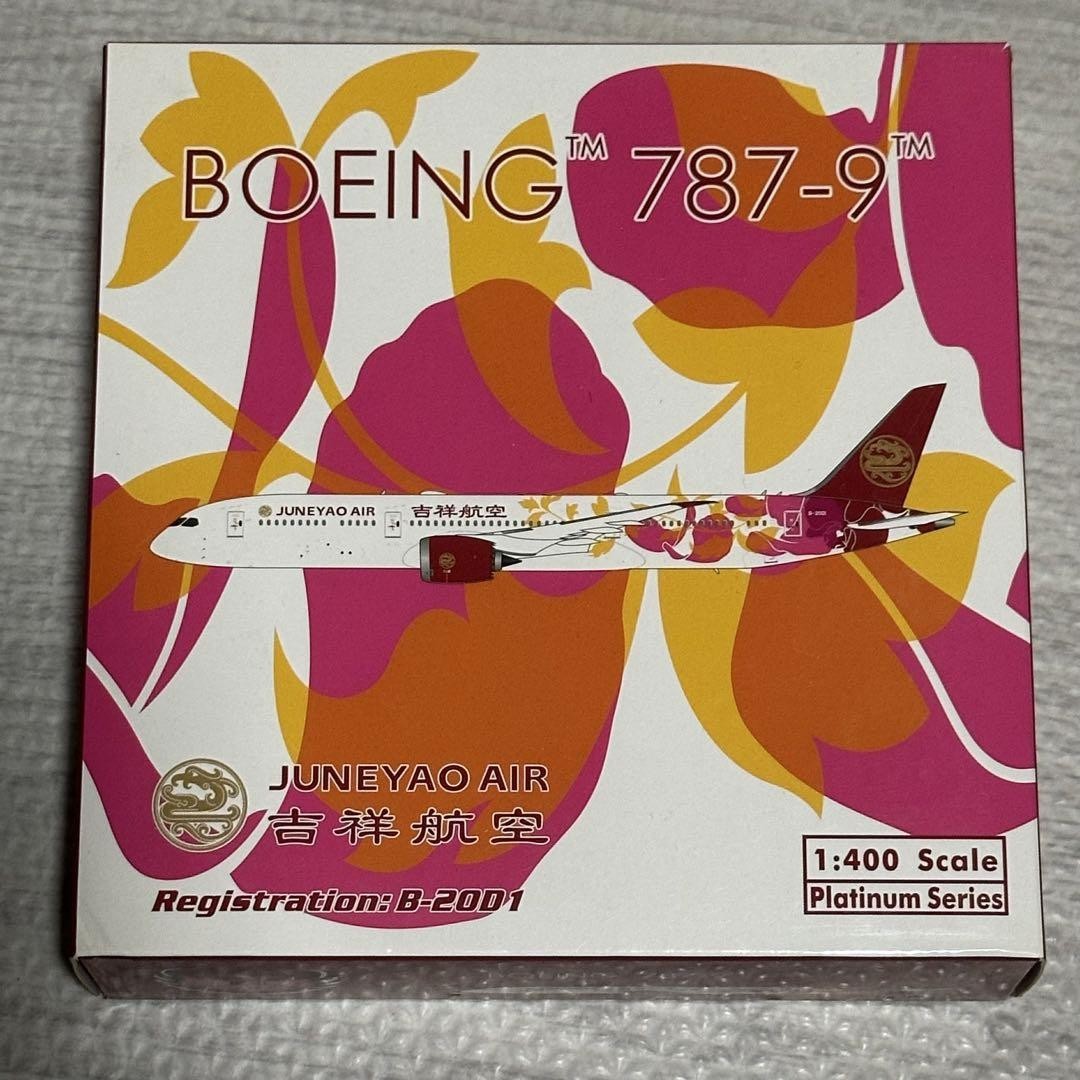 BOEING™ 787-9™
JUNEYAO AIR 吉祥航空
B-20D1
JUNEYAO AIR
吉祥航空
Registration: B-20D1
1:400 Scale
Platinum Series